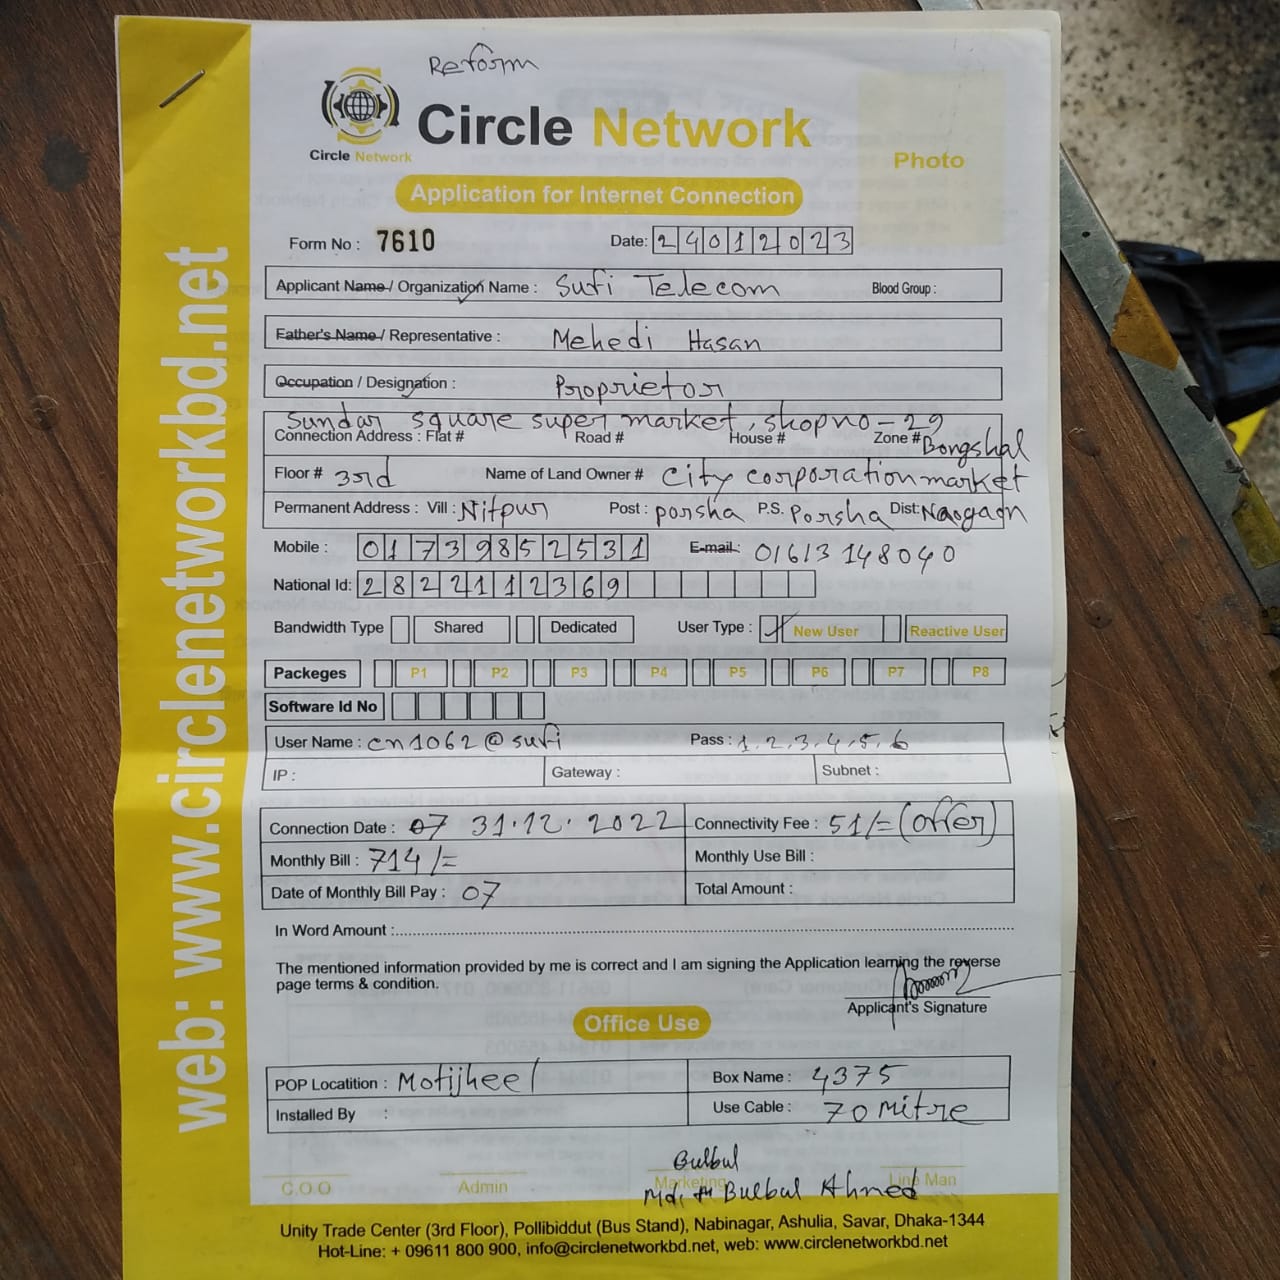 Reform
Circle Network
Circle Network
Photo
Application for Internet Connection
Form No : 7610 Date: 24012023
Applicant Name / Organization Name : Sufi Telecom Blood Group :
Father's Name / Representative : Mehedi Hasan
Occupation / Designation : Proprietor
Sundar square super market, shop no - 29
Connection Address : Flat # Road # House # Zone # Bongshal
Floor # 3rd Name of Land Owner # City corporation market
Permanent Address : Vill : Nitpur Post : porsha P.S. Porsha Dist: Naogaon
Mobile : 01739852531 E-mail: 01613148040
National Id: 2822112369
Bandwidth Type Shared Dedicated User Type : New User Reactive User
Packeges P1 P2 P3 P4 P5 P6 P7 P8
Software Id No
User Name : cn1062@sufi Pass : 1,2,3,4,5,6
IP : Gateway : Subnet :
Connection Date : 07 31.12.2022 Connectivity Fee : 51/= (offer)
Monthly Bill : 714/= Monthly Use Bill :
Date of Monthly Bill Pay : 07 Total Amount :
In Word Amount :
The mentioned information provided by me is correct and I am signing the Application learning the reverse
page terms & condition.
Applicant's Signature
Office Use
POP Locatition : Motijheel Box Name : 4375
Installed By : Use Cable : 70 Mitre
Bulbul
C.O.O Admin Marketing Line Man
Md. Bulbul Ahmed
Unity Trade Center (3rd Floor), Pollibiddut (Bus Stand), Nabinagar, Ashulia, Savar, Dhaka-1344
Hot-Line: + 09611 800 900, info@circlenetworkbd.net, web: www.circlenetworkbd.net
web: www.circlenetworkbd.net